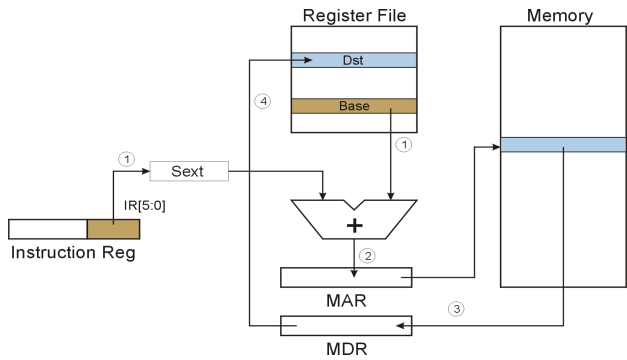 Register File
Memory
Dst
④
Base
①
①
Sext
IR[5:0]
+
Instruction Reg
②
MAR
③
MDR